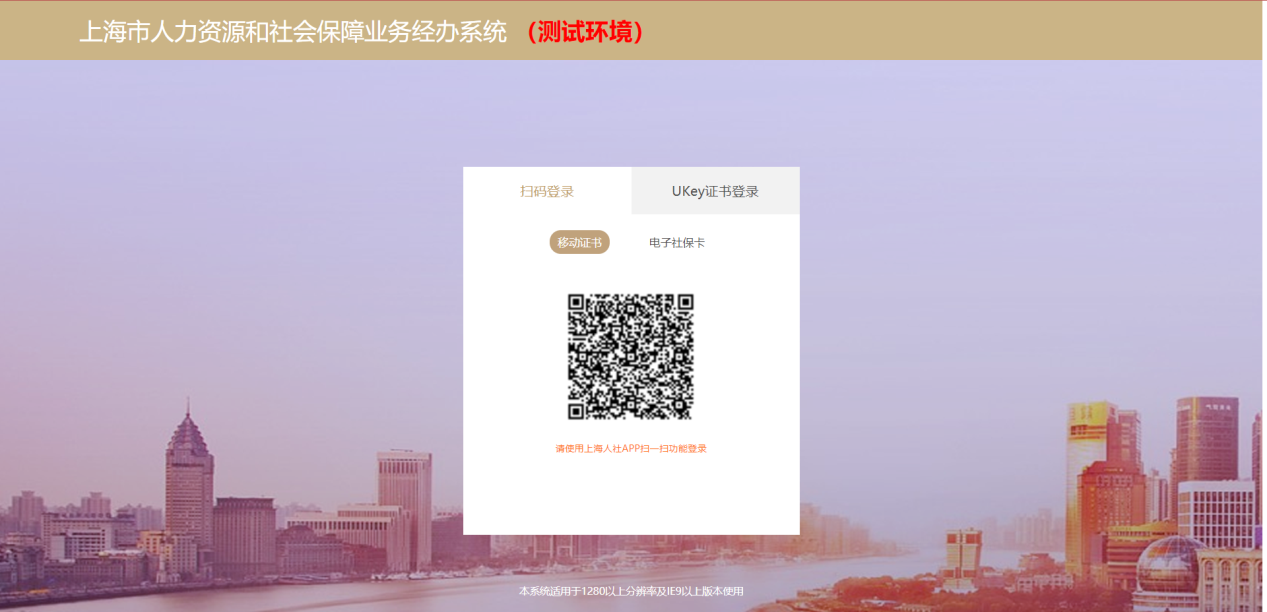 上海市人力资源和社会保障业务经办系统 （测试环境）
扫码登录 UKey证书登录
移动证书 电子社保卡
请使用上海人社APP扫一扫功能登录
本系统适用于1280以上分辨率及IE9以上版本使用